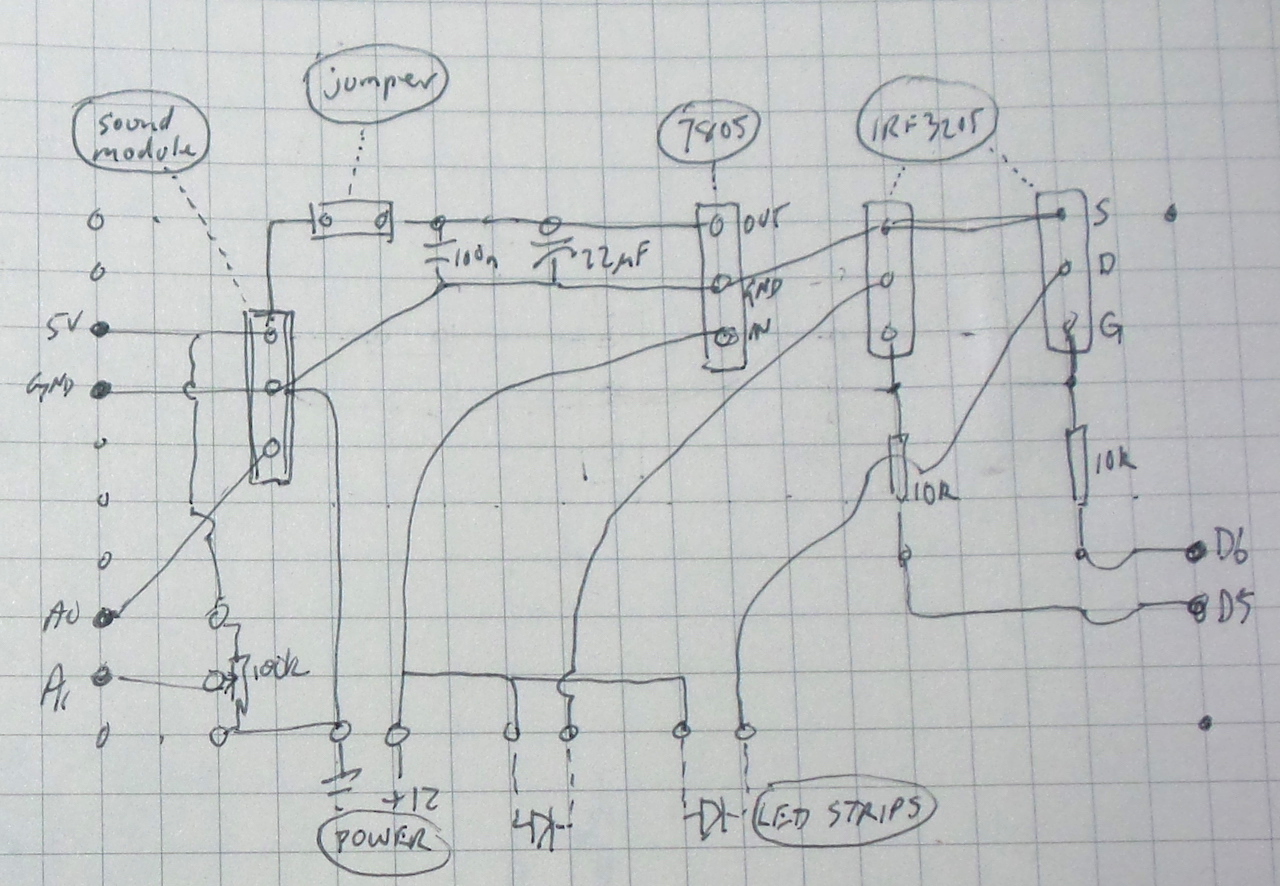 jumper
sound
module
7805
IRF3205
OUT
S
100n
22µF
GND
D
5V
IN
G
GND
10k
10k
D6
A0
D5
A1
100k
+12
POWER
LED STRIPS